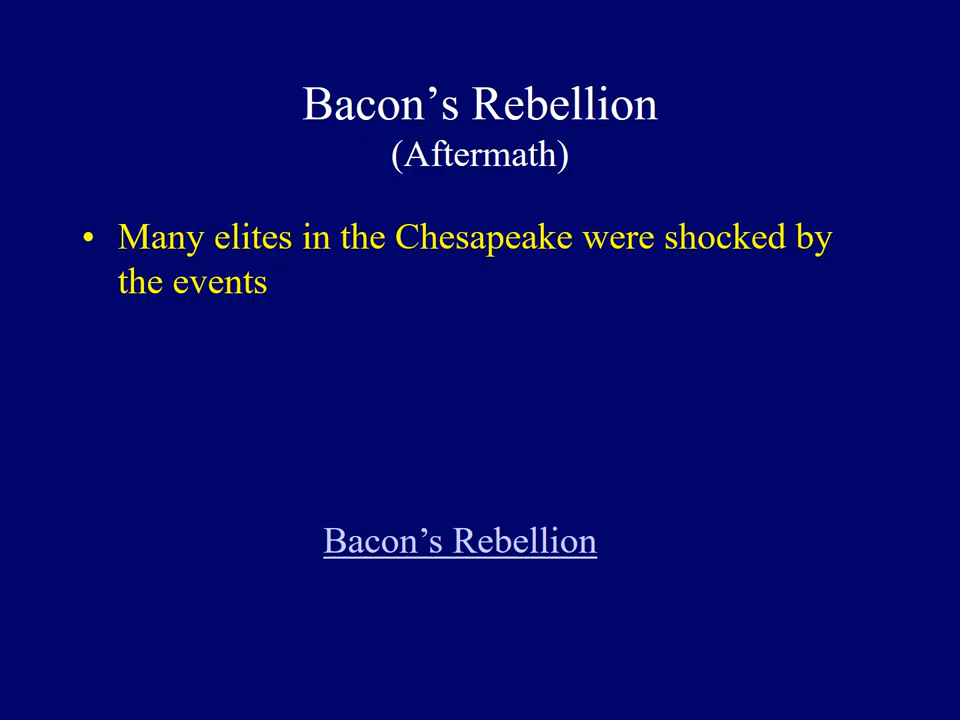 Bacon’s Rebellion
(Aftermath)
• Many elites in the Chesapeake were shocked by
the events
Bacon’s Rebellion